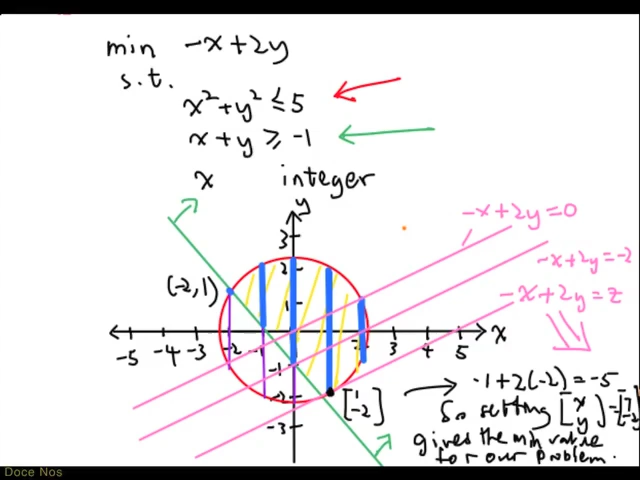 min -x+2y
s.t.
x²+y² ≤ 5
x+y ≥ -1
x integer
y
3
2
1
-1
-2
-3
-5 -4 -3 -2 -1 2 3 4 5 x
(-2,1)
-x+2y=0
-x+2y=-2
-x+2y=z
[1 -2] → -1+2(-2)=-5
So setting [x y]=[1 -2]
gives the min value
for our problem.
Doce Nos